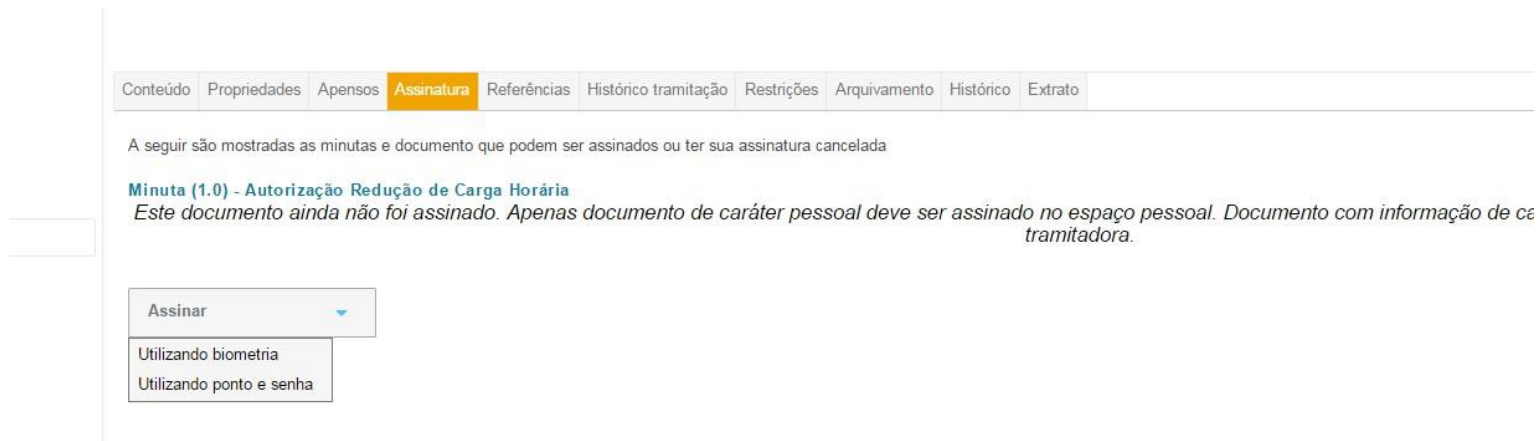 Conteúdo Propriedades Apensos Assinatura Referências Histórico tramitação Restrições Arquivamento Histórico Extrato
A seguir são mostradas as minutas e documento que podem ser assinados ou ter sua assinatura cancelada
Minuta (1.0) - Autorização Redução de Carga Horária
Este documento ainda não foi assinado. Apenas documento de caráter pessoal deve ser assinado no espaço pessoal. Documento com informação de ca
tramitadora.
Assinar
Utilizando biometria
Utilizando ponto e senha